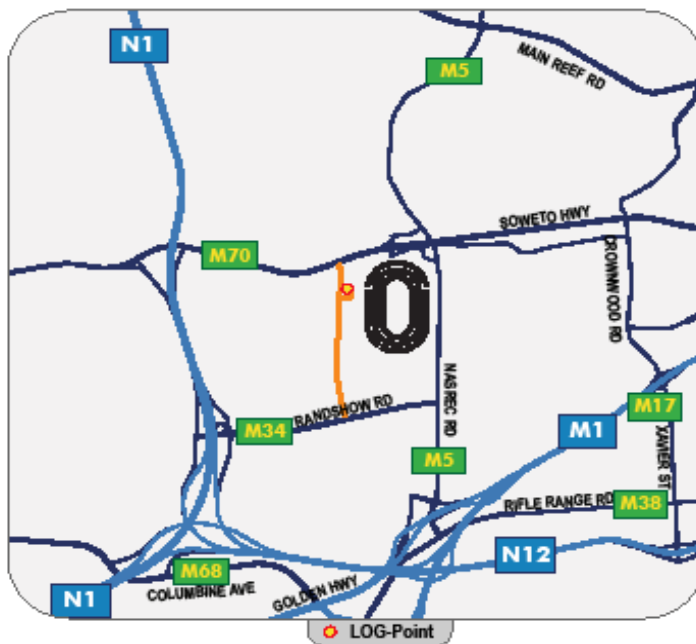 N1
M5
MAIN REEF RD
SOWETO HWY
M70
CROWNWOOD RD
NASREC RD
RANDSHOW RD
M34
M17
M1
XAVIER ST
M5
RIFLE RANGE RD
M38
N12
M68
COLUMBINE AVE
GOLDEN HWY
N1
LOG-Point